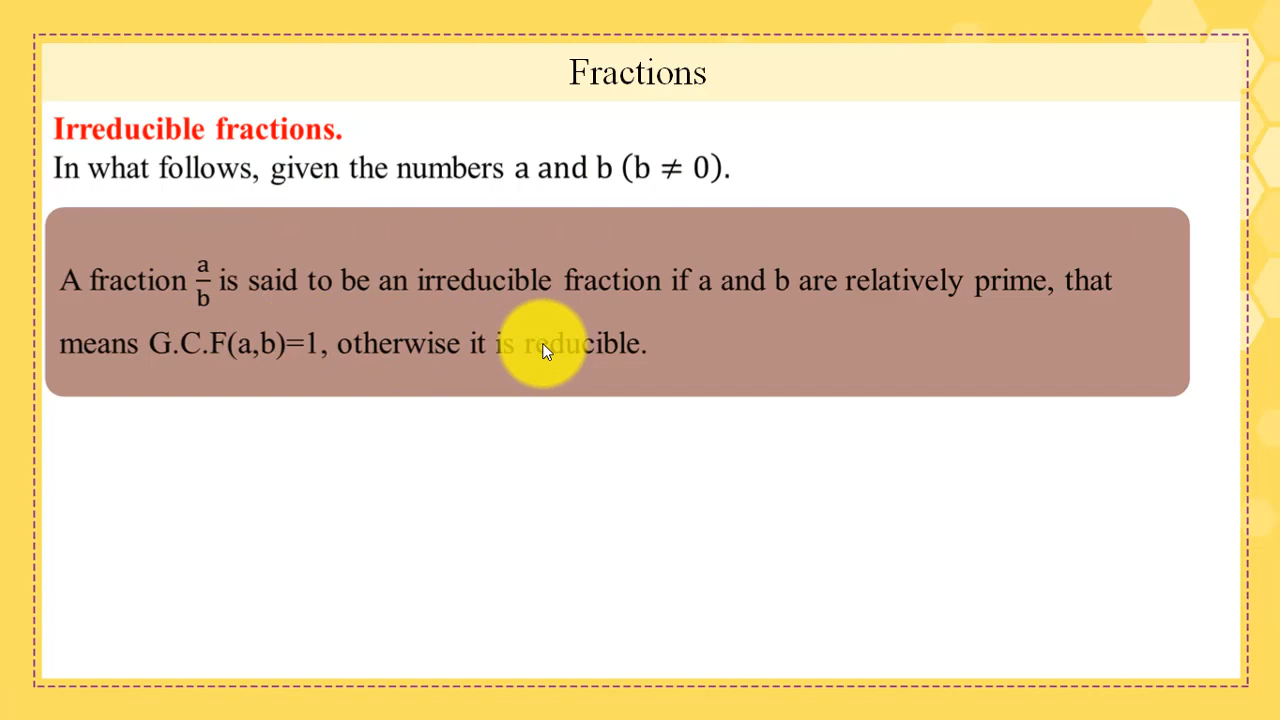 Fractions
Irreducible fractions.
In what follows, given the numbers a and b (b ≠ 0).
A fraction a/b is said to be an irreducible fraction if a and b are relatively prime, that
means G.C.F(a,b)=1, otherwise it is reducible.